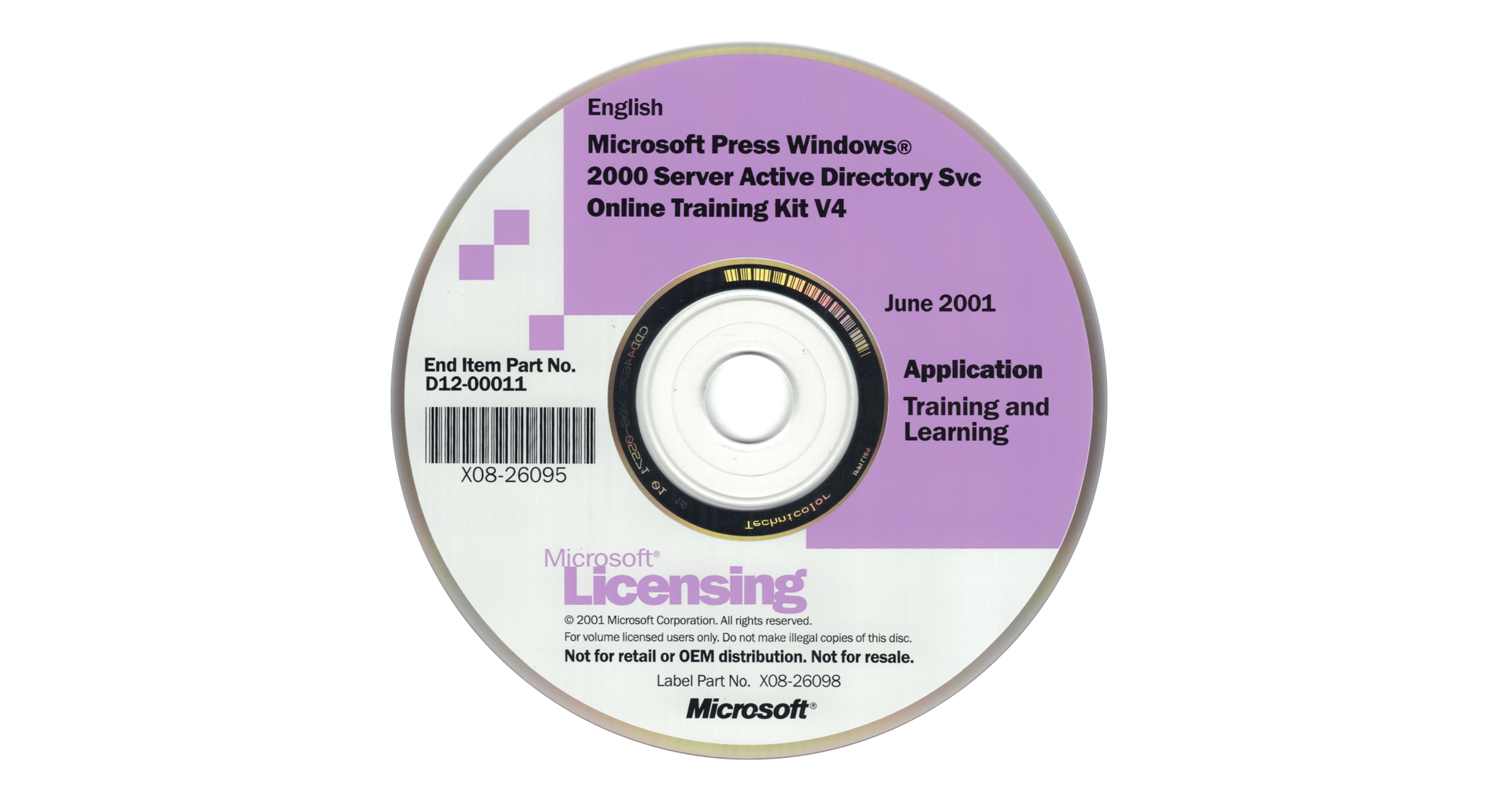 English
Microsoft Press Windows®
2000 Server Active Directory Svc
Online Training Kit V4
June 2001
End Item Part No.
D12-00011
X08-26095
Application
Training and
Learning
Technicolor
Microsoft®
Licensing
© 2001 Microsoft Corporation. All rights reserved.
For volume licensed users only. Do not make illegal copies of this disc.
Not for retail or OEM distribution. Not for resale.
Label Part No. X08-26098
Microsoft®